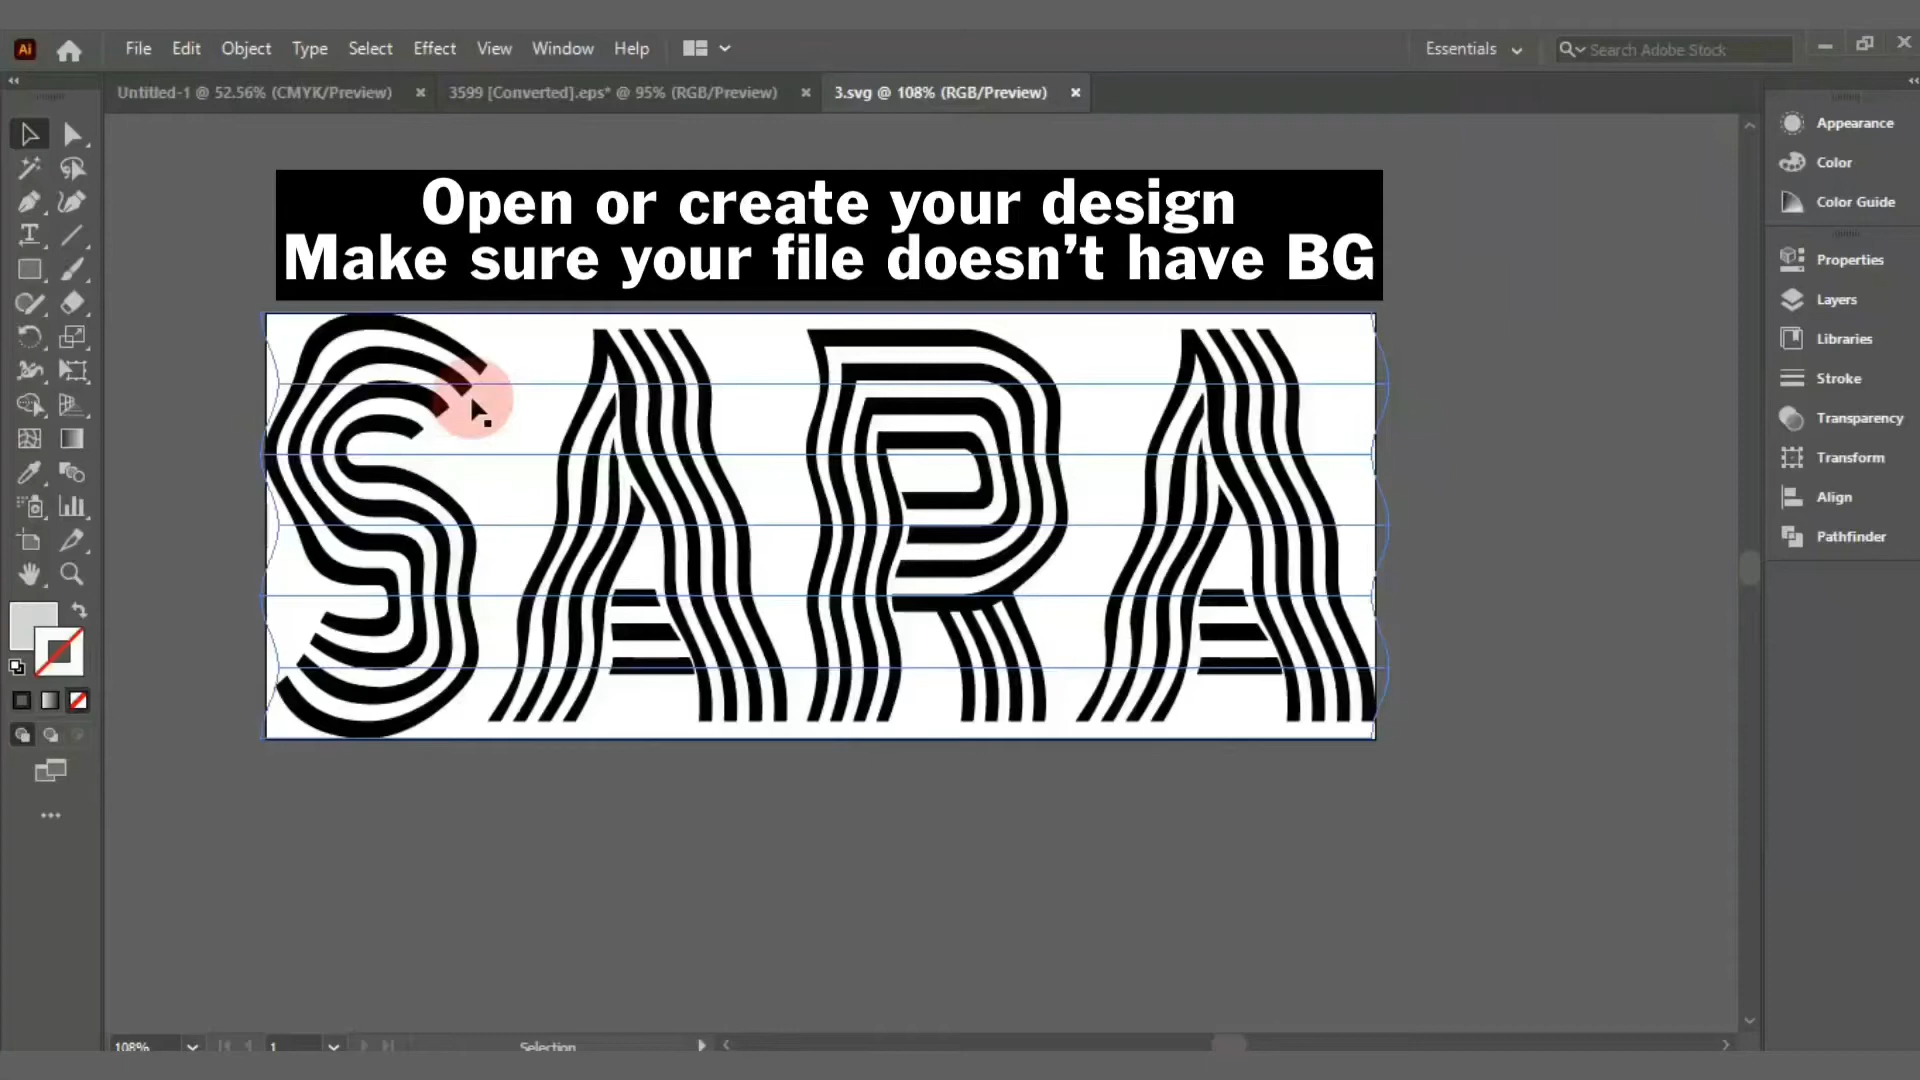 Ai
File Edit Object Type Select Effect View Window Help
Essentials
Search Adobe Stock
Untitled-1 @ 52.56% (CMYK/Preview)
3599 [Converted].eps* @ 95% (RGB/Preview)
3.svg @ 108% (RGB/Preview)
Open or create your design
Make sure your file doesn’t have BG
SARA
Appearance
Color
Color Guide
Properties
Layers
Libraries
Stroke
Transparency
Transform
Align
Pathfinder
108%
1
Selection